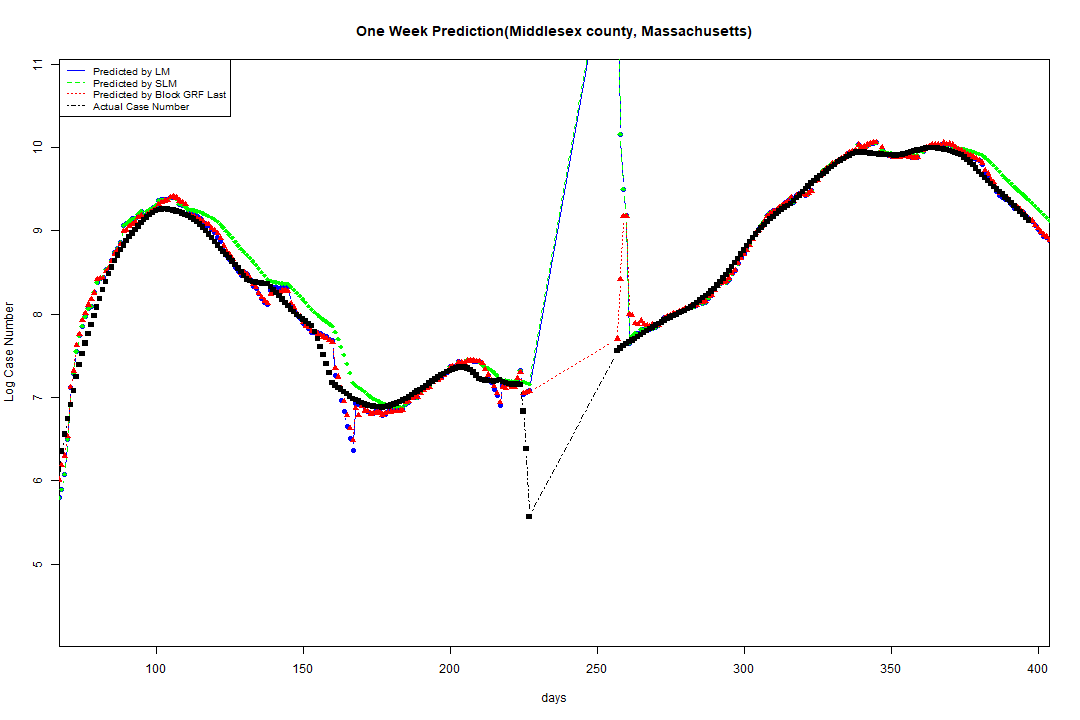 One Week Prediction(Middlesex county, Massachusetts)
Predicted by LM
Predicted by SLM
Predicted by Block GRF Last
Actual Case Number
Log Case Number
11
10
9
8
7
6
5
100 150 200 250 300 350 400
days